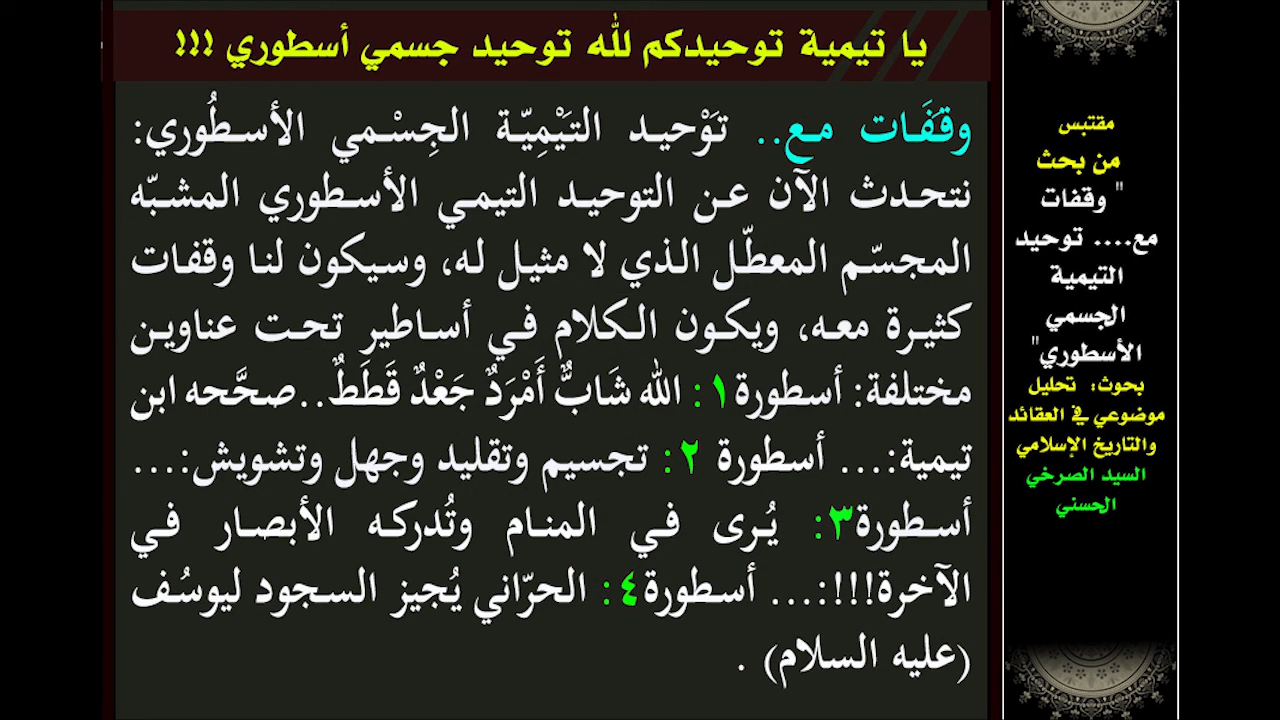 يا تيمية توحيدكم لله توحيد جسمي أسطوري !!!
وقَفَات مع.. تَوْحيد التيَْمِيّة الجِسْمي الأسطُوري:
نتحدث الآن عن التوحيد التيمي الأسطوري المشبّه
المجسّم المعطّل الذي لا مثيل له، وسيكون لنا وقفات
كثيرة معه، ويكون الكلام في أساطير تحت عناوين
مختلفة: أسطورة١: الله شَابٌّ أَمْرَدٌ جَعْدٌ قَطَطٌ..صحَّحه ابن
تيمية:... أسطورة ٢: تجسيم وتقليد وجهل وتشويش:...
أسطورة٣: يُرى في المنام وتُدركه الأبصار في
الآخرة!!!:... أسطورة٤: الحرّاني يُجيز السجود ليوسُف
(عليه السلام) .
مقتبس
من بحث
" وقفات
مع.... توحيد
التيمية
الجسمي
الأسطوري"
بحوث: تحليل
موضوعي في العقائد
والتاريخ الإسلامي
السيد الصرخي
الحسني